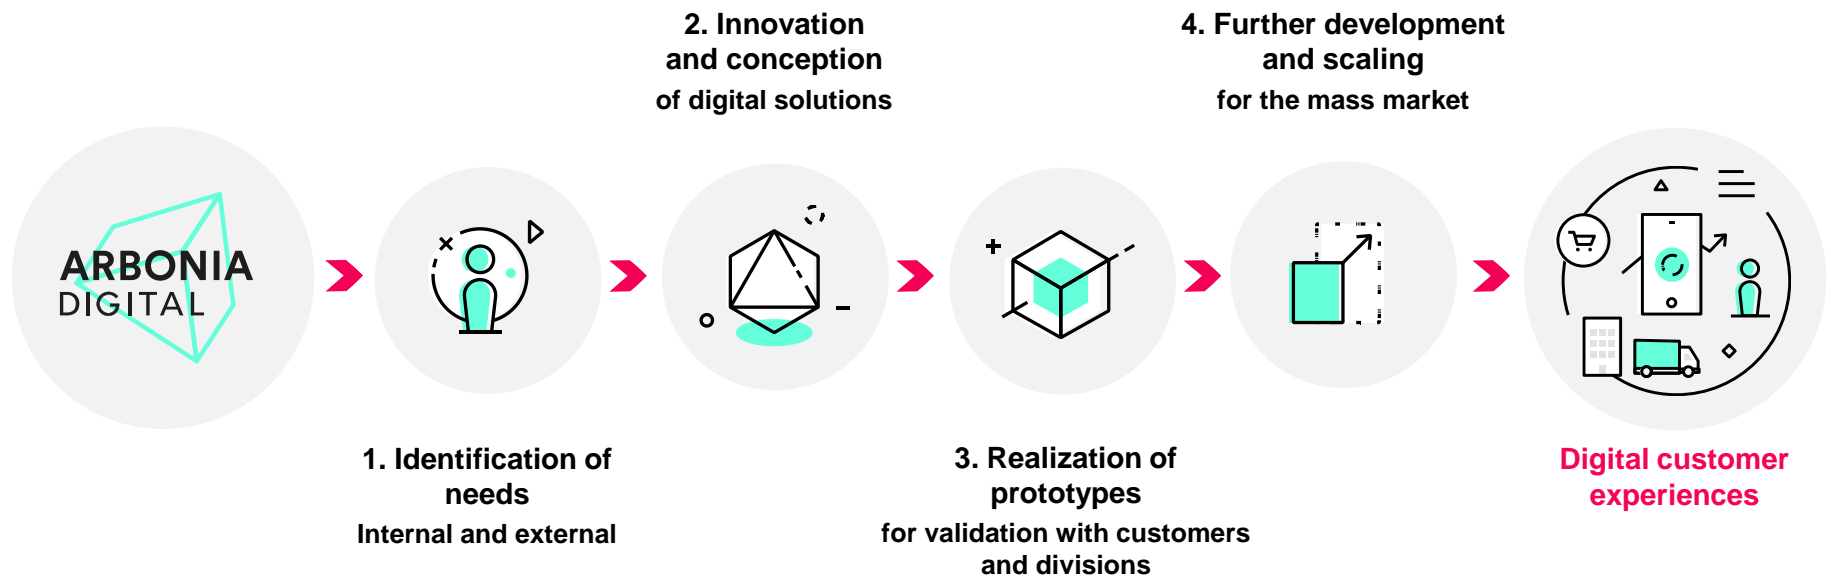 ARBONIA
DIGITAL
1. Identification of
needs
Internal and external
2. Innovation
and conception
of digital solutions
3. Realization of
prototypes
for validation with customers
and divisions
4. Further development
and scaling
for the mass market
Digital customer
experiences